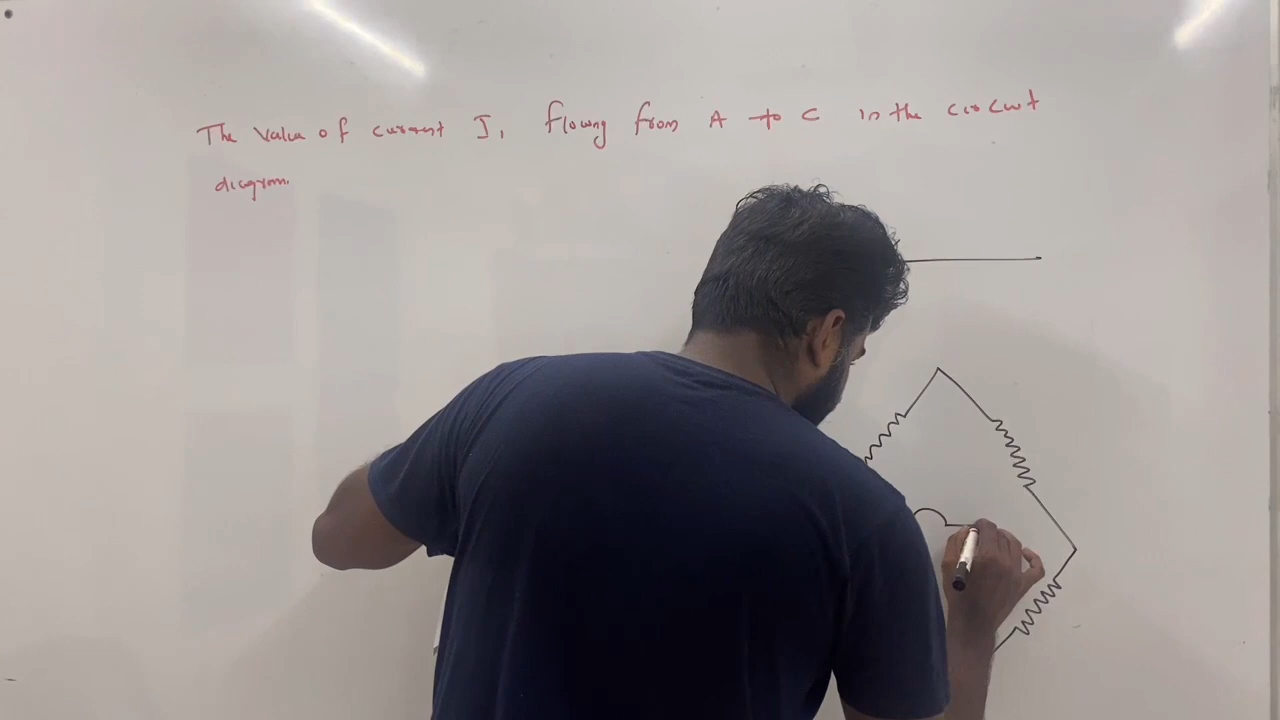 The value of current I, flowing from A to C in the circuit
diagram.